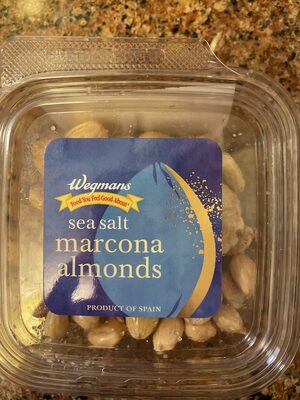 Wegmans
Food You Feel Good About
sea salt
marcona
almonds
PRODUCT OF SPAIN